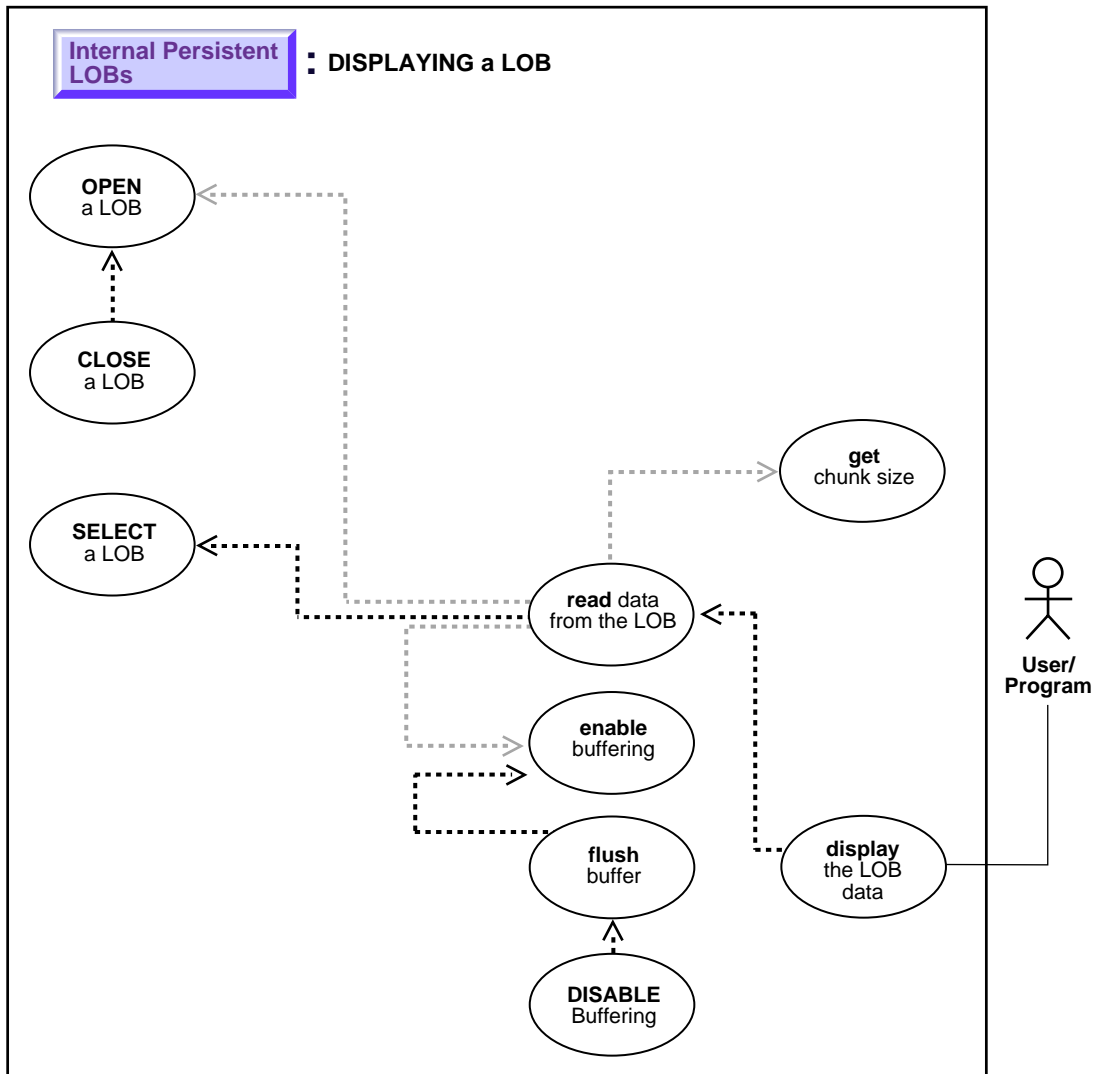 Internal Persistent
LOBs
: DISPLAYING a LOB
OPEN
a LOB
CLOSE
a LOB
get
chunk size
SELECT
a LOB
read data
from the LOB
User/
Program
enable
buffering
flush
buffer
display
the LOB
data
DISABLE
Buffering